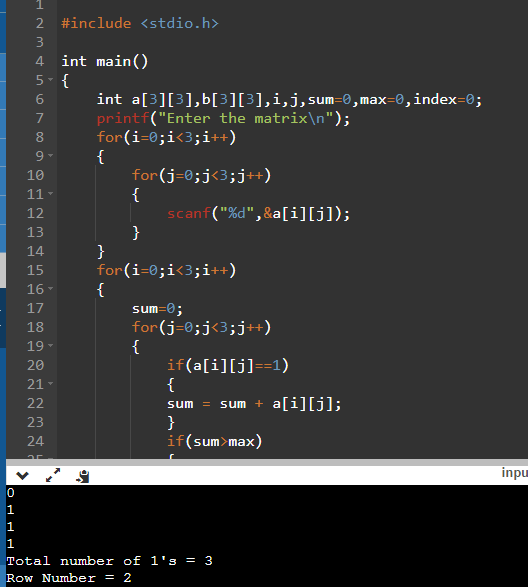 1
2 #include <stdio.h>
3
4 int main()
5 {
6 int a[3][3],b[3][3],i,j,sum=0,max=0,index=0;
7 printf("Enter the matrix\n");
8 for(i=0;i<3;i++)
9 {
10 for(j=0;j<3;j++)
11 {
12 scanf("%d",&a[i][j]);
13 }
14 }
15 for(i=0;i<3;i++)
16 {
17 sum=0;
18 for(j=0;j<3;j++)
19 {
20 if(a[i][j]==1)
21 {
22 sum = sum + a[i][j];
23 }
24 if(sum>max)
25 {
inpu
0
1
1
1
Total number of 1's = 3
Row Number = 2